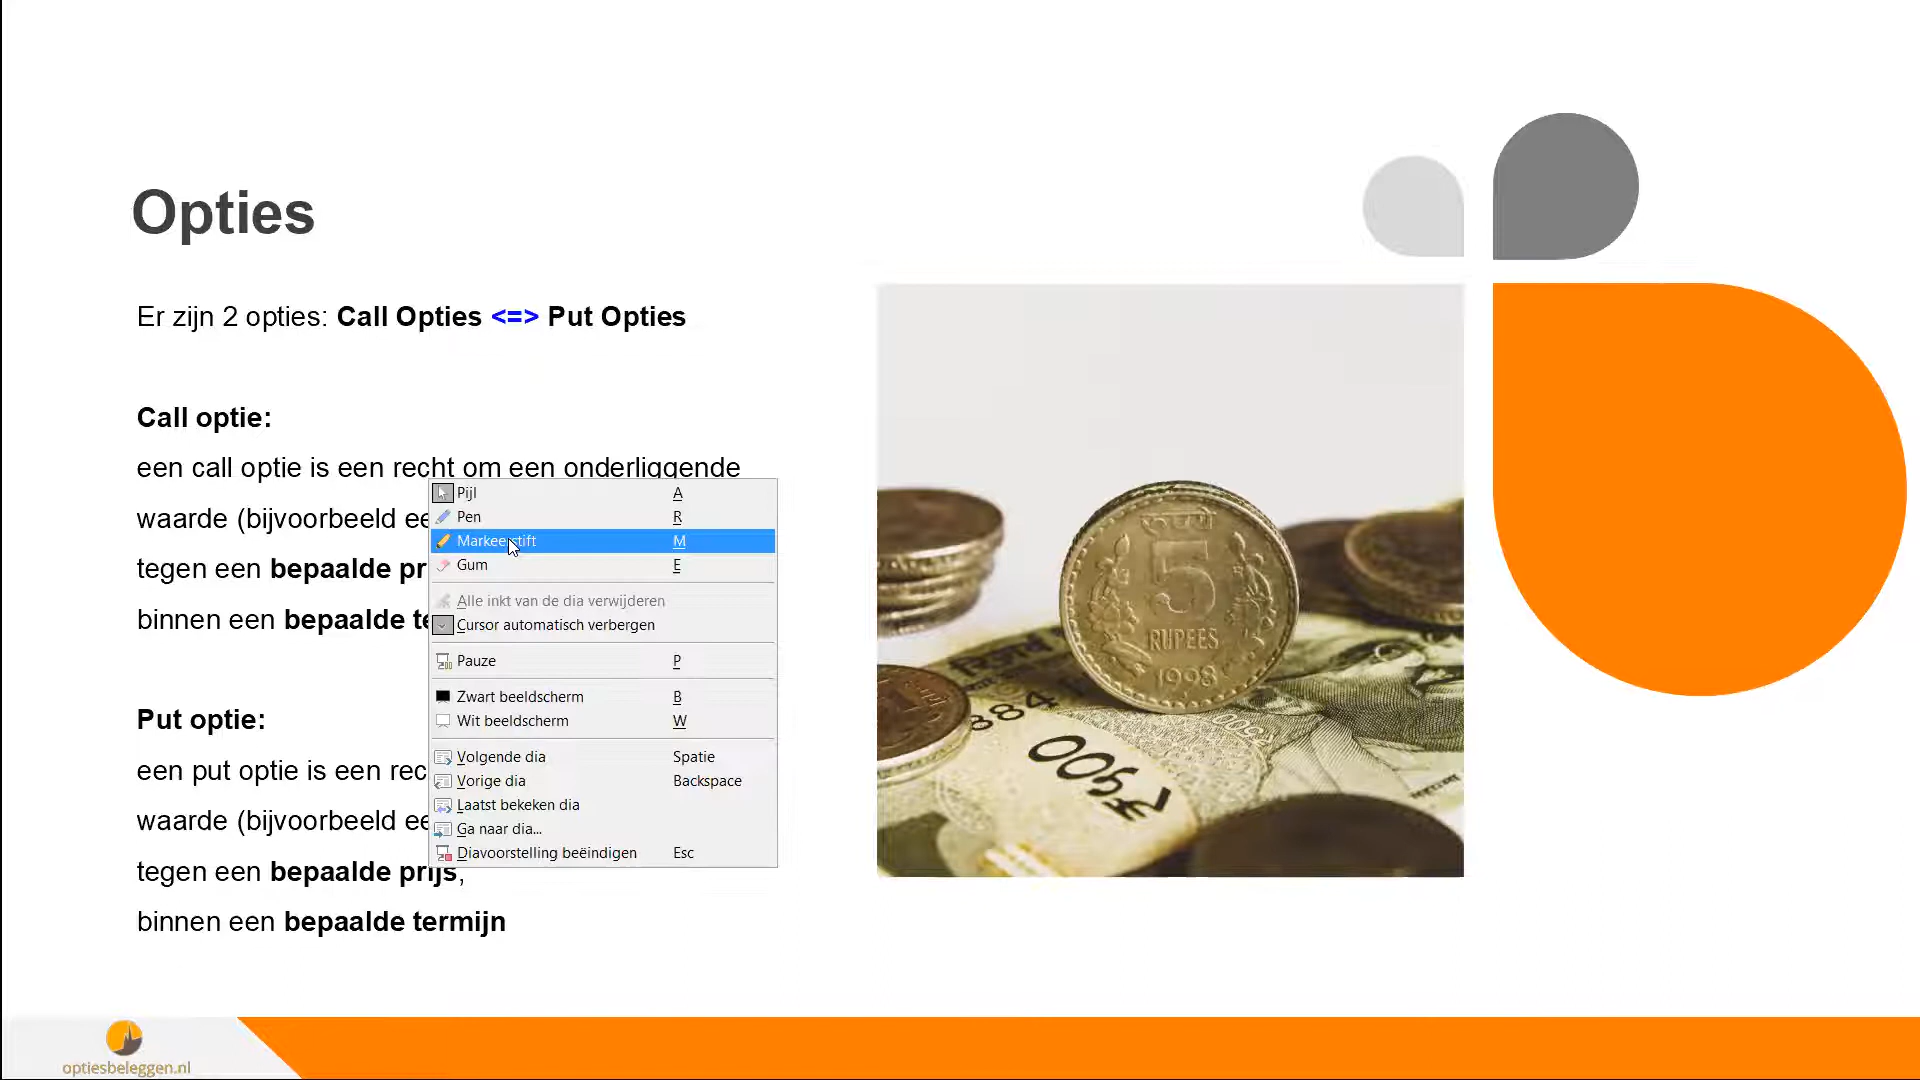 Opties
Er zijn 2 opties: Call Opties <=> Put Opties
Call optie:
een call optie is een recht om een onderliggende
waarde (bijvoorbeeld ee
tegen een bepaalde pr
binnen een bepaalde te
Put optie:
een put optie is een rec
waarde (bijvoorbeeld ee
tegen een bepaalde prijs,
binnen een bepaalde termijn
Pijl A
Pen R
Markeerstift M
Gum E
Alle inkt van de dia verwijderen
Cursor automatisch verbergen
Pauze P
Zwart beeldscherm B
Wit beeldscherm W
Volgende dia Spatie
Vorige dia Backspace
Laatst bekeken dia
Ga naar dia...
Diavoorstelling beëindigen Esc
5
RUPEES
1998
384
₹500
optiesbeleggen.nl